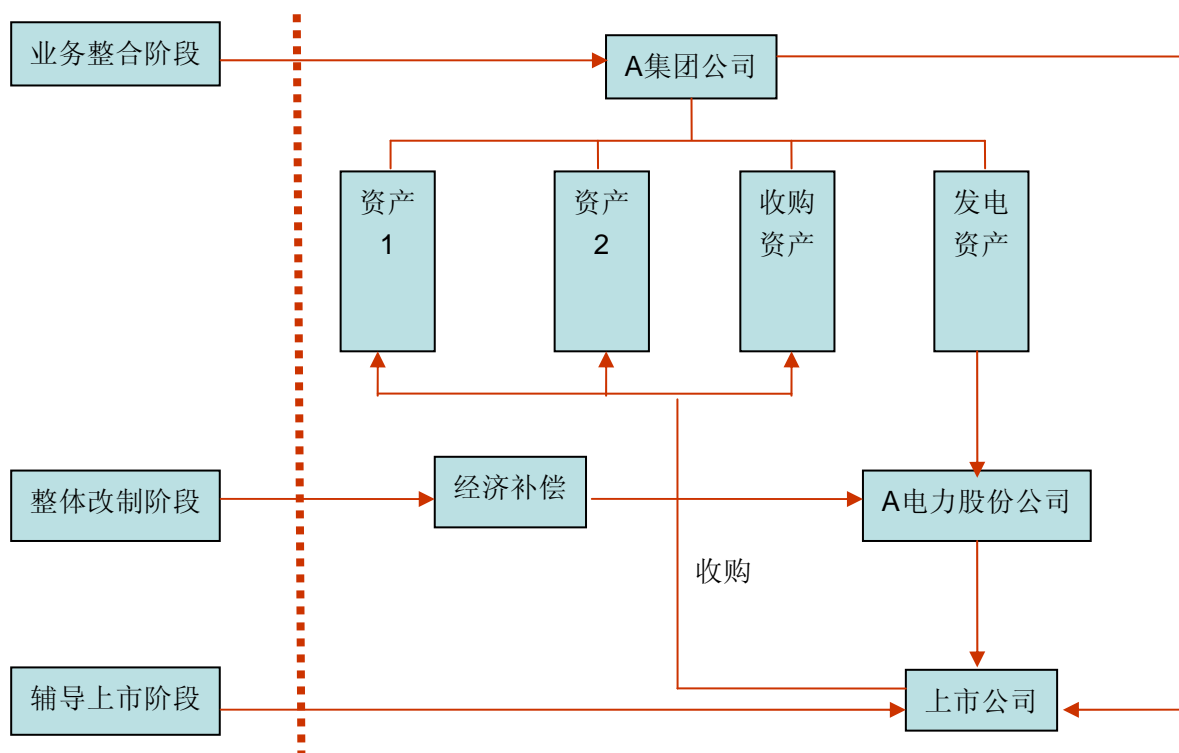 业务整合阶段
A集团公司
资产
1
资产
2
收购
资产
发电
资产
整体改制阶段
经济补偿
A电力股份公司
收购
辅导上市阶段
上市公司